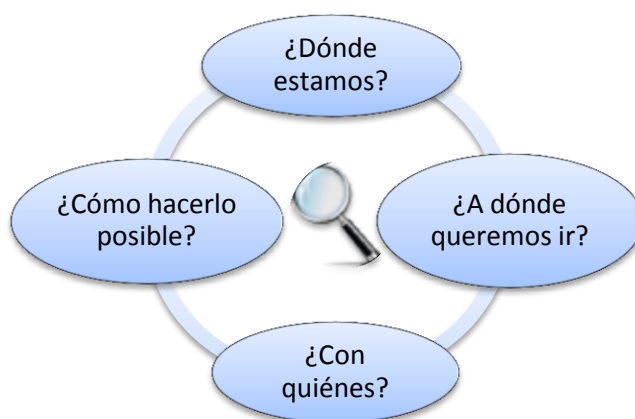 ¿Dónde
estamos?
¿A dónde
queremos ir?
¿Con
quiénes?
¿Cómo hacerlo
posible?